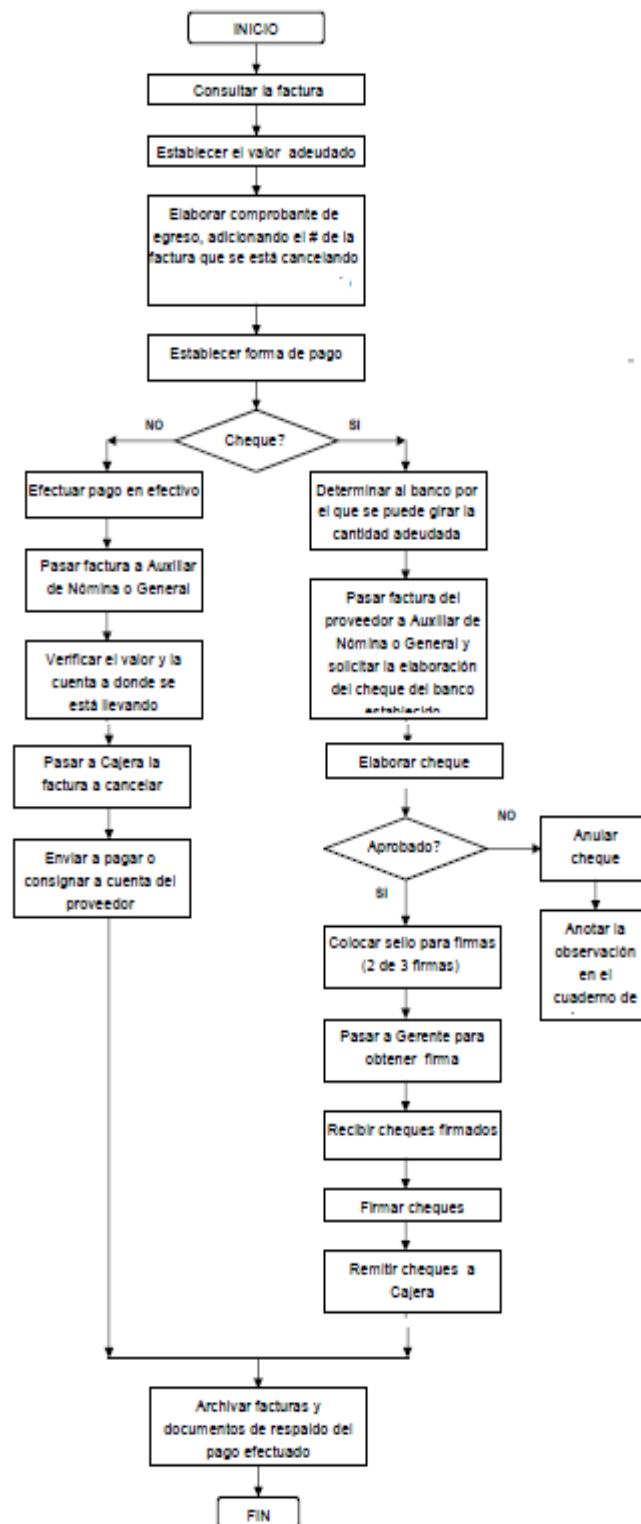 INICIO
Consultar la factura
Establecer el valor adeudado
Elaborar comprobante de
egreso, adicionando el # de la
factura que se está cancelando
Establecer forma de pago
NO
Cheque?
SI
Efectuar pago en efectivo
Pasar factura a Auxiliar
de Nómina o General
Verificar el valor y la
cuenta a donde se
está llevando
Pasar a Cajera la
factura a cancelar
Enviar a pagar o
consignar a cuenta del
proveedor
Determinar al banco por
el que se puede girar la
cantidad adeudada
Pasar factura del
proveedor a Auxiliar de
Nómina o General y
solicitar la elaboración
del cheque del banco
establecido
Elaborar cheque
Aprobado?
NO
Anular
cheque
Anotar la
observación
en el
cuaderno de
SI
Colocar sello para firmas
(2 de 3 firmas)
Pasar a Gerente para
obtener firma
Recibir cheques firmados
Firmar cheques
Remitir cheques a
Cajera
Archivar facturas y
documentos de respaldo del
pago efectuado
FIN